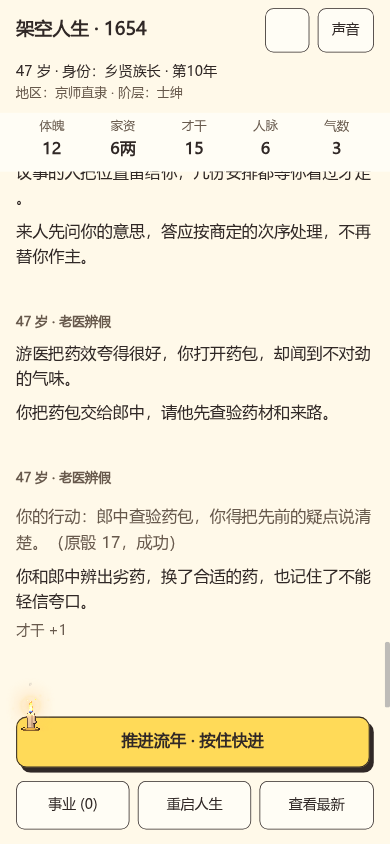 架空人生 · 1654
声音
47 岁 · 身份：乡贤族长 · 第10年
地区：京师直隶 · 阶层：士绅
体魄 家资 才干 人脉 气数
12 6两 15 6 3
议事的人把位置留给你，几份安排都等你看过才定
。
来人先问你的意思，答应按商定的次序处理，不再
替你作主。
47 岁 · 老医辨假
游医把药效夸得很好，你打开药包，却闻到不对劲
的气味。
你把药包交给郎中，请他先查验药材和来路。
47 岁 · 老医辨假
你的行动：郎中查验药包，你得把先前的疑点说清
楚。（原骰 17，成功）
你和郎中辨出劣药，换了合适的药，也记住了不能
轻信夸口。
才干 +1
推进流年 · 按住快进
事业 (0) 重启人生 查看最新